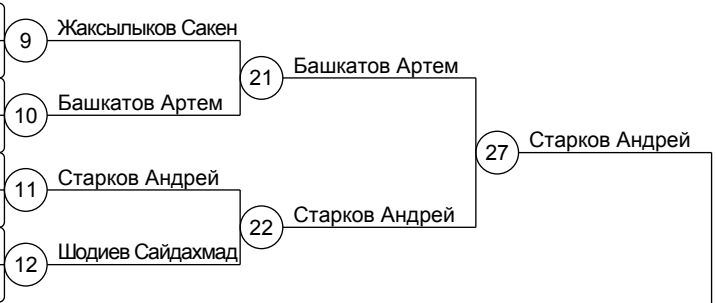 9
Жаксылыков Сакен
21
Башкатов Артем
10
Башкатов Артем
27
Старков Андрей
11
Старков Андрей
22
Старков Андрей
12
Шодиев Сайдахмад